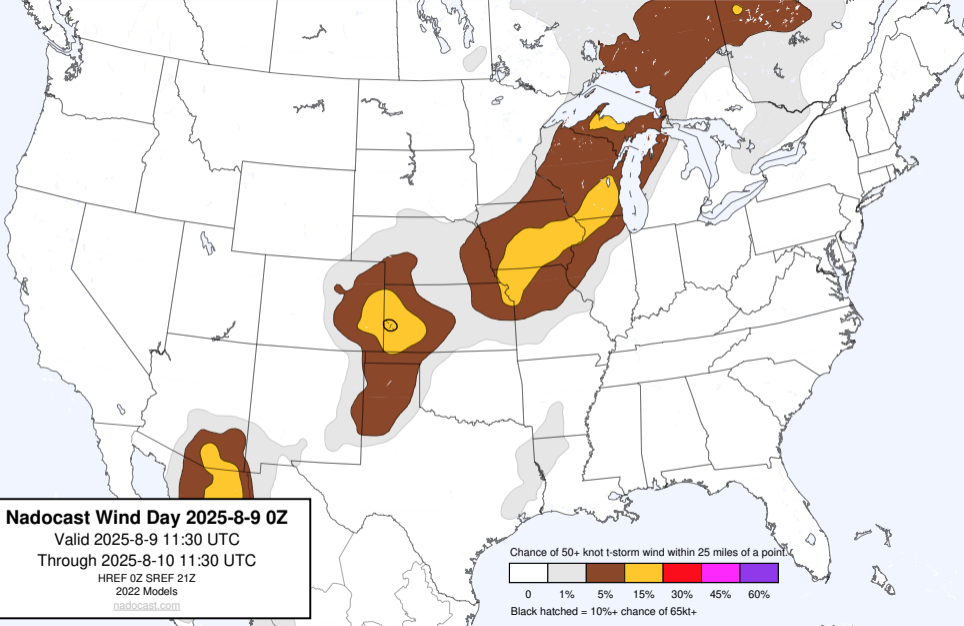 Nadocast Wind Day 2025-8-9 0Z
Valid 2025-8-9 11:30 UTC
Through 2025-8-10 11:30 UTC
HREF 0Z SREF 21Z
2022 Models
nadocast.com
Chance of 50+ knot t-storm wind within 25 miles of a point.
0 1% 5% 15% 30% 45% 60%
Black hatched = 10%+ chance of 65kt+